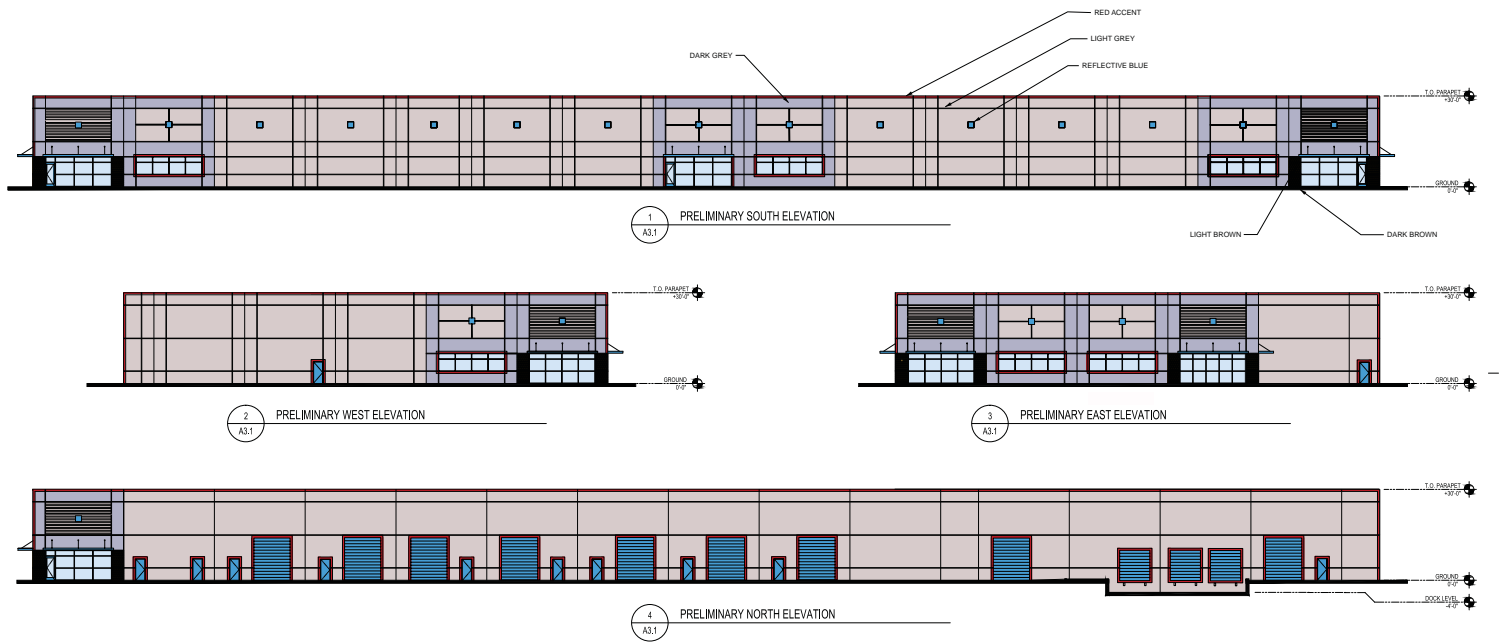 RED ACCENT
LIGHT GREY
DARK GREY
REFLECTIVE BLUE
T.O. PARAPET
+30'-0"
GROUND
0'-0"
1
A3.1
PRELIMINARY SOUTH ELEVATION
LIGHT BROWN
DARK BROWN
T.O. PARAPET
+30'-0"
GROUND
0'-0"
2
A3.1
PRELIMINARY WEST ELEVATION
T.O. PARAPET
+30'-0"
GROUND
0'-0"
3
A3.1
PRELIMINARY EAST ELEVATION
T.O. PARAPET
+30'-0"
GROUND
0'-0"
DOCK LEVEL
-4'-0"
4
A3.1
PRELIMINARY NORTH ELEVATION